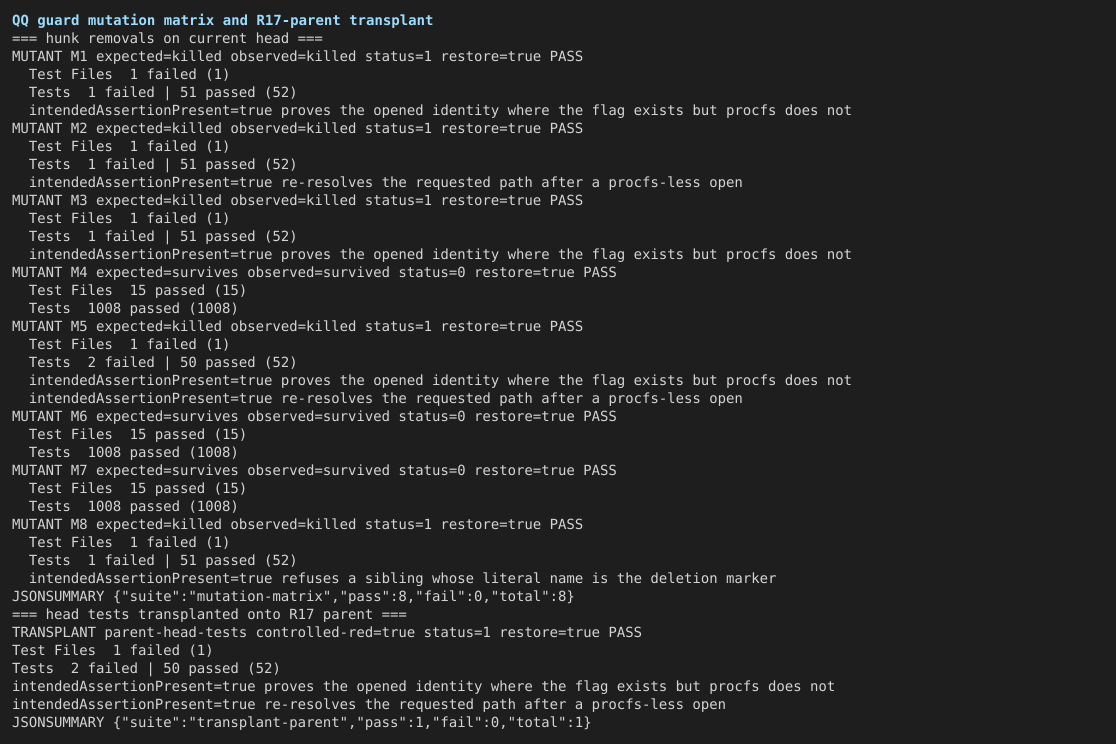 QQ guard mutation matrix and R17-parent transplant
=== hunk removals on current head ===
MUTANT M1 expected=killed observed=killed status=1 restore=true PASS
  Test Files  1 failed (1)
  Tests  1 failed | 51 passed (52)
  intendedAssertionPresent=true proves the opened identity where the flag exists but procfs does not
MUTANT M2 expected=killed observed=killed status=1 restore=true PASS
  Test Files  1 failed (1)
  Tests  1 failed | 51 passed (52)
  intendedAssertionPresent=true re-resolves the requested path after a procfs-less open
MUTANT M3 expected=killed observed=killed status=1 restore=true PASS
  Test Files  1 failed (1)
  Tests  1 failed | 51 passed (52)
  intendedAssertionPresent=true proves the opened identity where the flag exists but procfs does not
MUTANT M4 expected=survives observed=survived status=0 restore=true PASS
  Test Files  15 passed (15)
  Tests  1008 passed (1008)
MUTANT M5 expected=killed observed=killed status=1 restore=true PASS
  Test Files  1 failed (1)
  Tests  2 failed | 50 passed (52)
  intendedAssertionPresent=true proves the opened identity where the flag exists but procfs does not
  intendedAssertionPresent=true re-resolves the requested path after a procfs-less open
MUTANT M6 expected=survives observed=survived status=0 restore=true PASS
  Test Files  15 passed (15)
  Tests  1008 passed (1008)
MUTANT M7 expected=survives observed=survived status=0 restore=true PASS
  Test Files  15 passed (15)
  Tests  1008 passed (1008)
MUTANT M8 expected=killed observed=killed status=1 restore=true PASS
  Test Files  1 failed (1)
  Tests  1 failed | 51 passed (52)
  intendedAssertionPresent=true refuses a sibling whose literal name is the deletion marker
JSONSUMMARY {"suite":"mutation-matrix","pass":8,"fail":0,"total":8}
=== head tests transplanted onto R17 parent ===
TRANSPLANT parent-head-tests controlled-red=true status=1 restore=true PASS
Test Files  1 failed (1)
Tests  2 failed | 50 passed (52)
intendedAssertionPresent=true proves the opened identity where the flag exists but procfs does not
intendedAssertionPresent=true re-resolves the requested path after a procfs-less open
JSONSUMMARY {"suite":"transplant-parent","pass":1,"fail":0,"total":1}